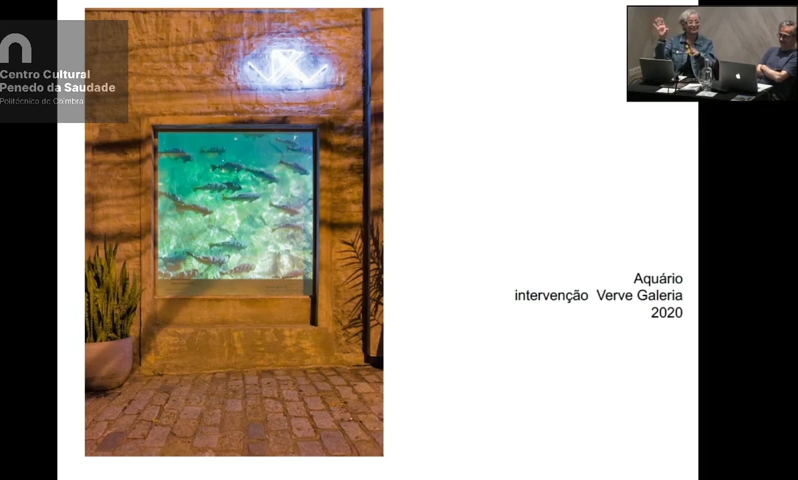 Centro Cultural
Penedo da Saudade
Politécnico de Coimbra
Aquário
intervenção Verve Galeria
2020